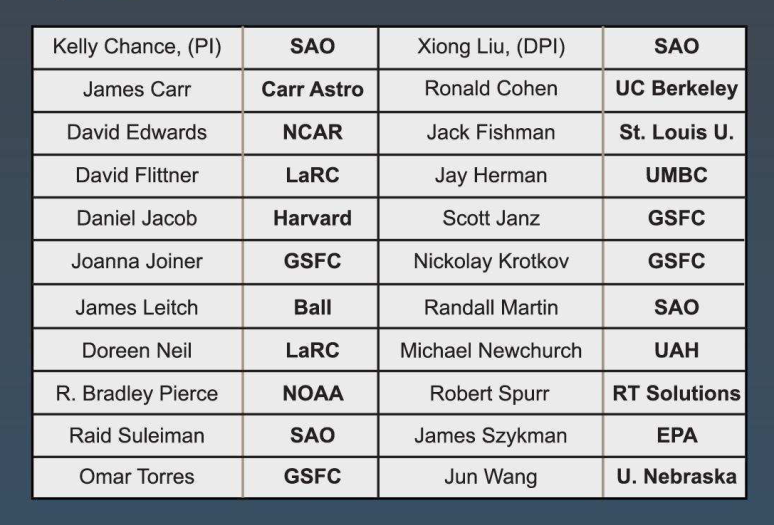 Kelly Chance, (PI) SAO Xiong Liu, (DPI) SAO
James Carr Carr Astro Ronald Cohen UC Berkeley
David Edwards NCAR Jack Fishman St. Louis U.
David Flittner LaRC Jay Herman UMBC
Daniel Jacob Harvard Scott Janz GSFC
Joanna Joiner GSFC Nickolay Krotkov GSFC
James Leitch Ball Randall Martin SAO
Doreen Neil LaRC Michael Newchurch UAH
R. Bradley Pierce NOAA Robert Spurr RT Solutions
Raid Suleiman SAO James Szykman EPA
Omar Torres GSFC Jun Wang U. Nebraska